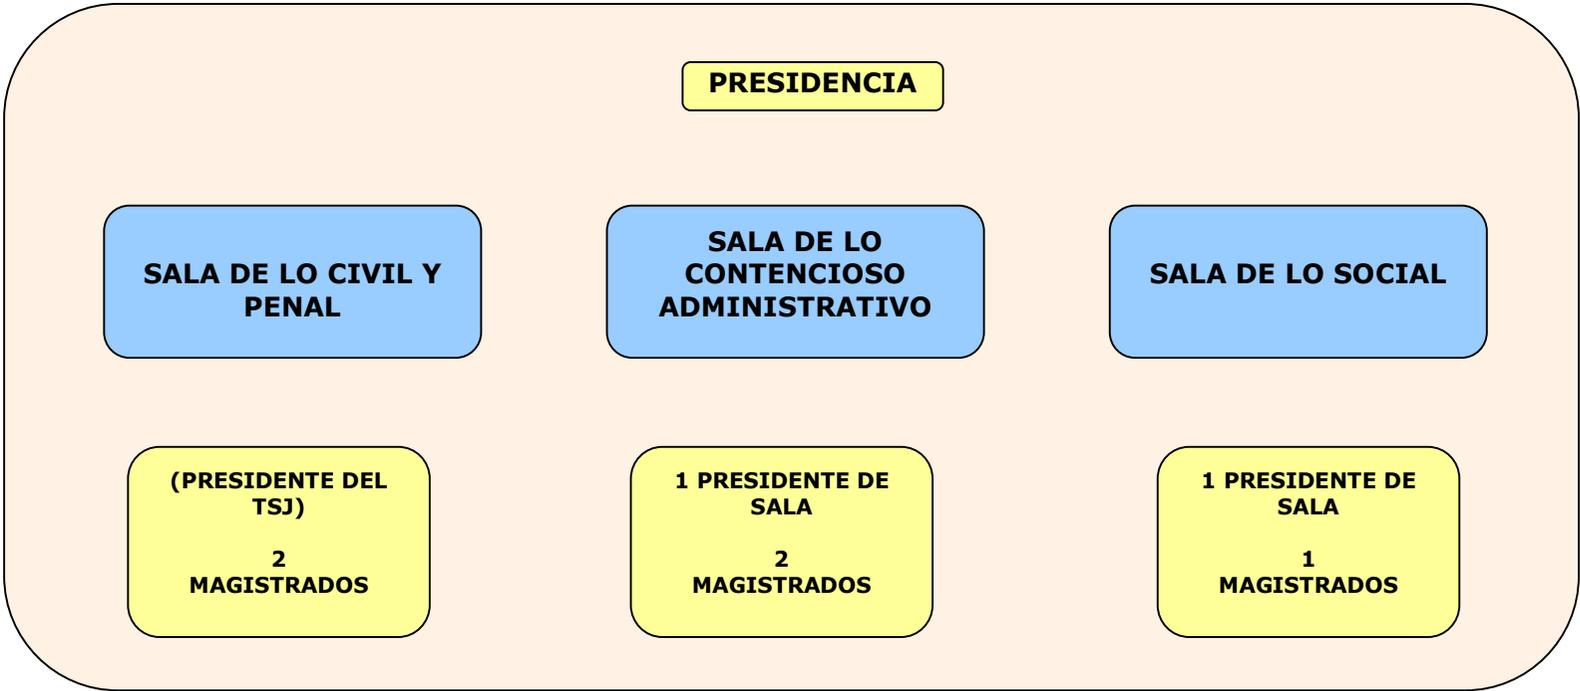 PRESIDENCIA
SALA DE LO CIVIL Y
PENAL
SALA DE LO
CONTENCIOSO
ADMINISTRATIVO
SALA DE LO SOCIAL
(PRESIDENTE DEL
TSJ)
2
MAGISTRADOS
1 PRESIDENTE DE
SALA
2
MAGISTRADOS
1 PRESIDENTE DE
SALA
1
MAGISTRADOS